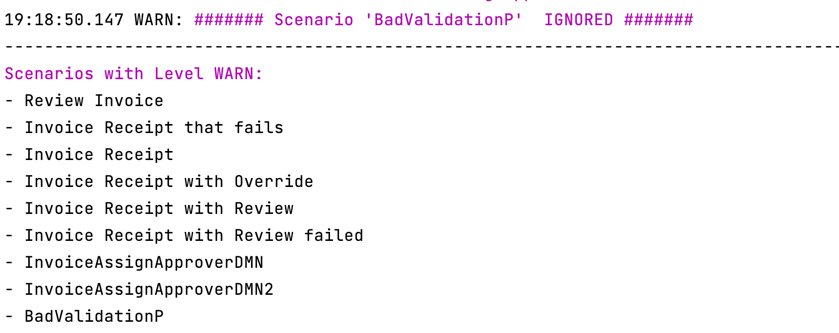 19:18:50.147 WARN: ####### Scenario 'BadValidationP'  IGNORED #######
--------------------------------------------------------------------------------------
Scenarios with Level WARN:
- Review Invoice
- Invoice Receipt that fails
- Invoice Receipt
- Invoice Receipt with Override
- Invoice Receipt with Review
- Invoice Receipt with Review failed
- InvoiceAssignApproverDMN
- InvoiceAssignApproverDMN2
- BadValidationP